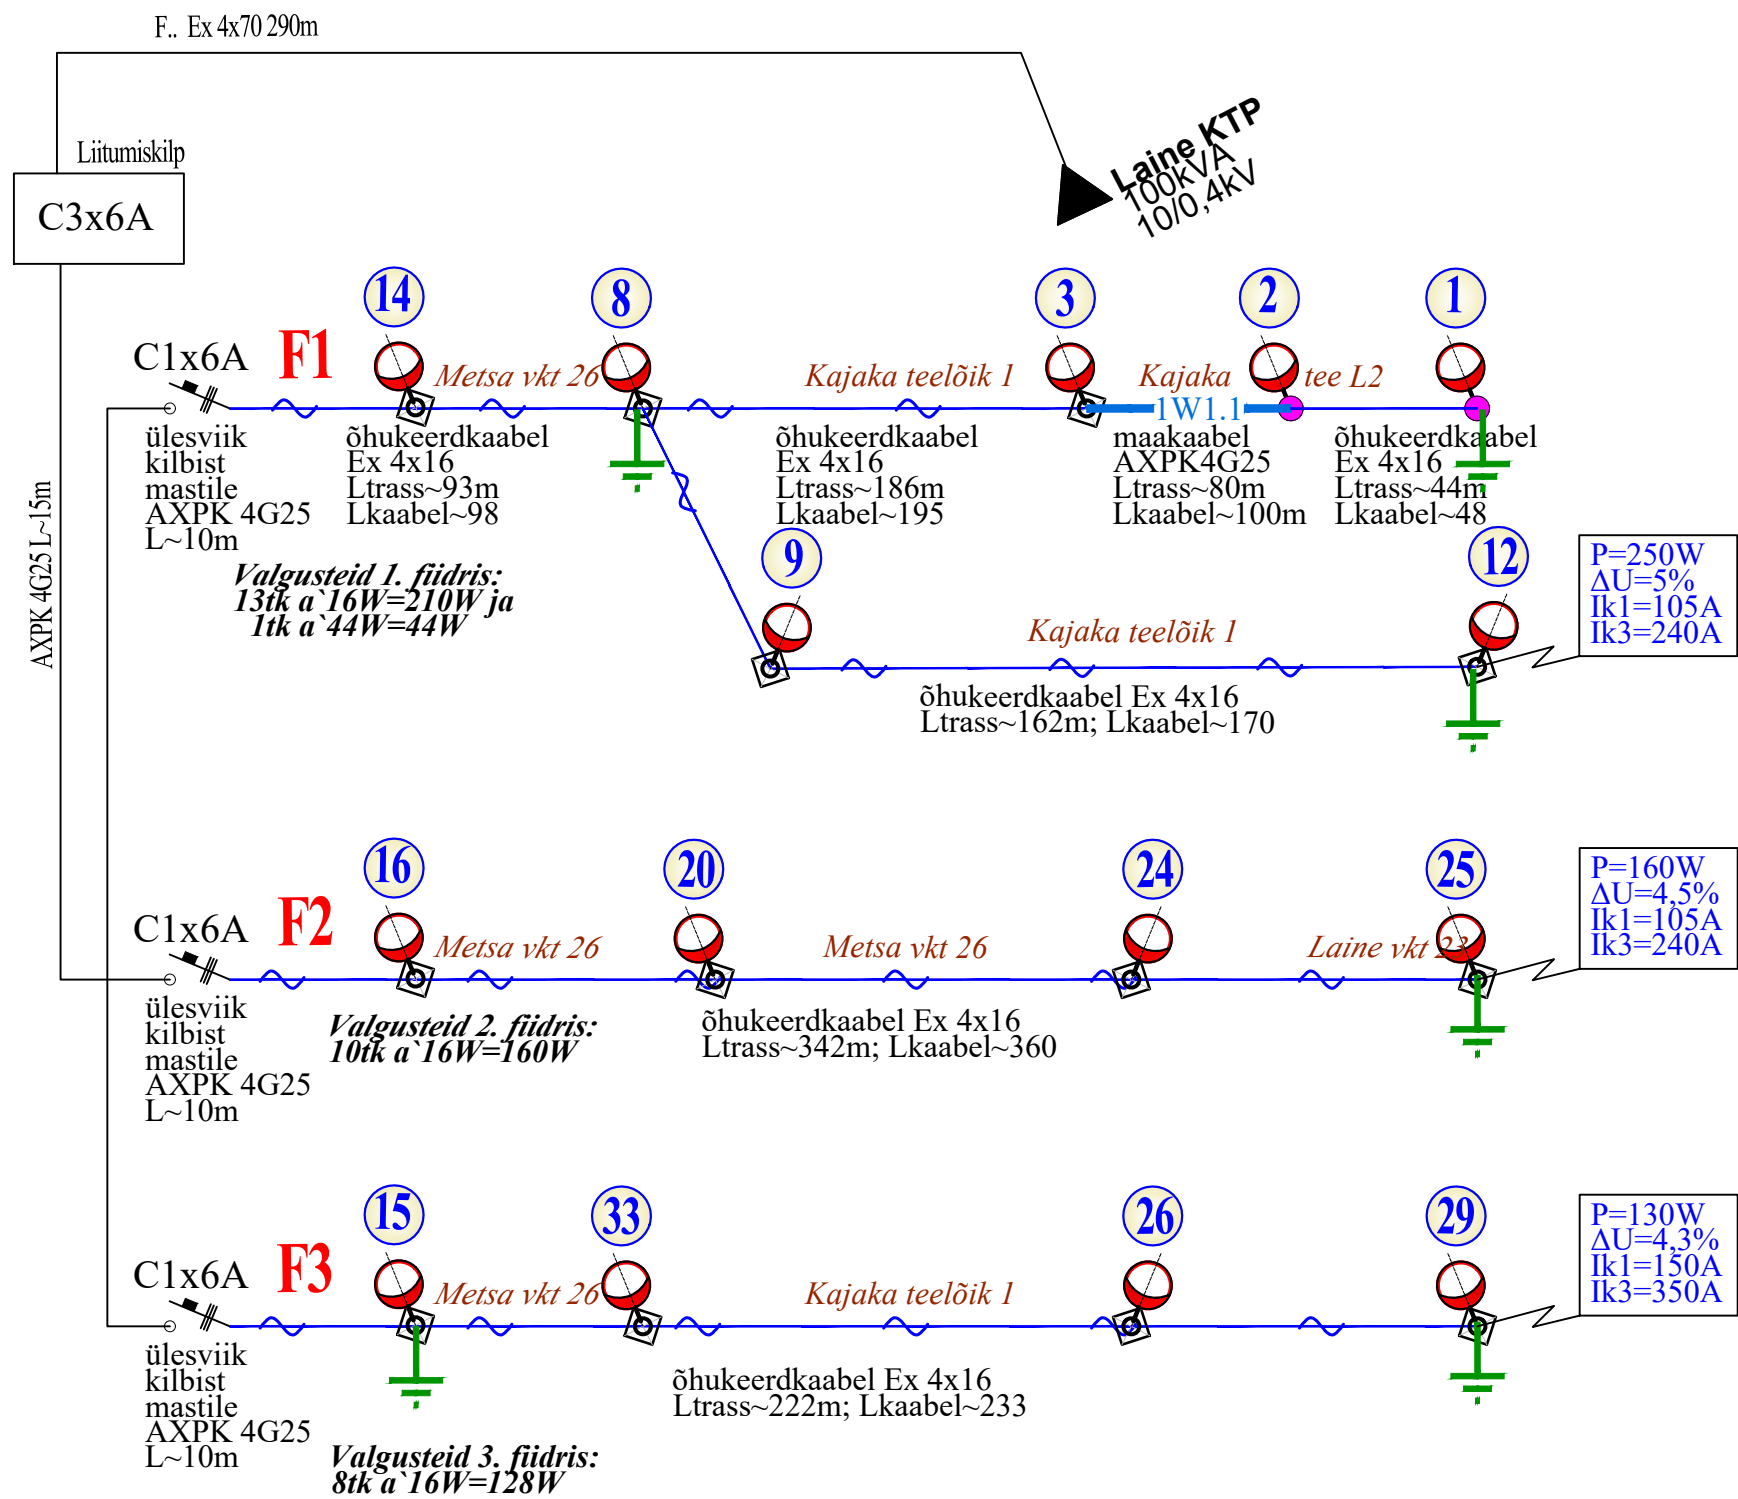 F.. Ex 4x70 290m
Liitumiskilp
C3x6A
AXPK 4G25 L~15m
Laine KTP
100kVA
10/0,4kV
14
8
3
2
1
C1x6A
F1
Metsa vkt 26
Kajaka teelõik 1
Kajaka tee L2
1W1.1
ülesviik
kilbist
mastile
AXPK 4G25
L~10m
õhukeerdkaabel
Ex 4x16
Ltrass~93m
Lkaabel~98
õhukeerdkaabel
Ex 4x16
Ltrass~186m
Lkaabel~195
maakaabel
AXPK4G25
Ltrass~80m
Lkaabel~100m
õhukeerdkaabel
Ex 4x16
Ltrass~44m
Lkaabel~48
Valgusteid 1. fiidris:
13tk a`16W=210W ja
1tk a`44W=44W
9
12
Kajaka teelõik 1
õhukeerdkaabel Ex 4x16
Ltrass~162m; Lkaabel~170
P=250W
ΔU=5%
Ik1=105A
Ik3=240A
16
20
24
25
C1x6A
F2
Metsa vkt 26
Metsa vkt 26
Laine vkt 23
ülesviik
kilbist
mastile
AXPK 4G25
L~10m
Valgusteid 2. fiidris:
10tk a`16W=160W
õhukeerdkaabel Ex 4x16
Ltrass~342m; Lkaabel~360
P=160W
ΔU=4,5%
Ik1=105A
Ik3=240A
15
33
26
29
C1x6A
F3
Metsa vkt 26
Kajaka teelõik 1
ülesviik
kilbist
mastile
AXPK 4G25
L~10m
õhukeerdkaabel Ex 4x16
Ltrass~222m; Lkaabel~233
Valgusteid 3. fiidris:
8tk a`16W=128W
P=130W
ΔU=4,3%
Ik1=150A
Ik3=350A